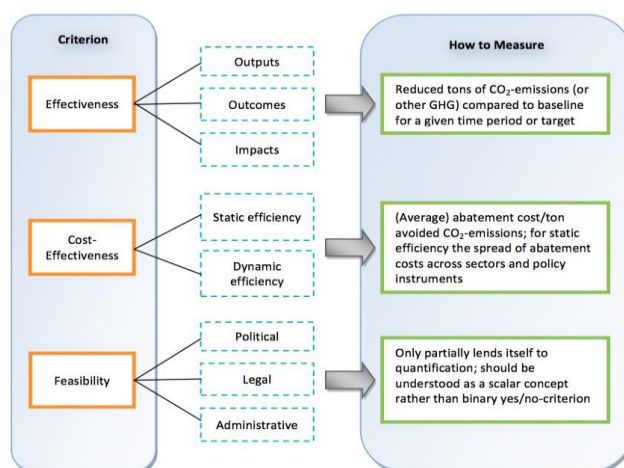 Criterion
How to Measure
Effectiveness
Outputs
Outcomes
Impacts
Reduced tons of CO₂-emissions (or
other GHG) compared to baseline
for a given time period or target
Cost-
Effectiveness
Static efficiency
Dynamic
efficiency
(Average) abatement cost/ton
avoided CO₂-emissions; for static
efficiency the spread of abatement
costs across sectors and policy
instruments
Feasibility
Political
Legal
Administrative
Only partially lends itself to
quantification; should be
understood as a scalar concept
rather than binary yes/no-criterion